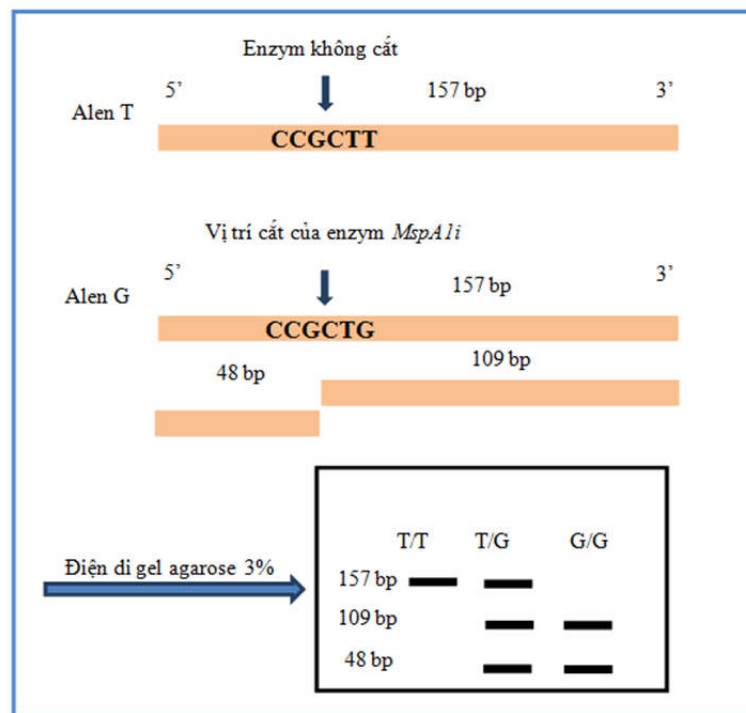 Enzym không cắt
5’ 157 bp 3’
Alen T
CCGCTT
Vị trí cắt của enzym MspA1i
5’ 157 bp 3’
Alen G
CCGCTG
48 bp 109 bp
T/T T/G G/G
Điện di gel agarose 3%
157 bp
109 bp
48 bp